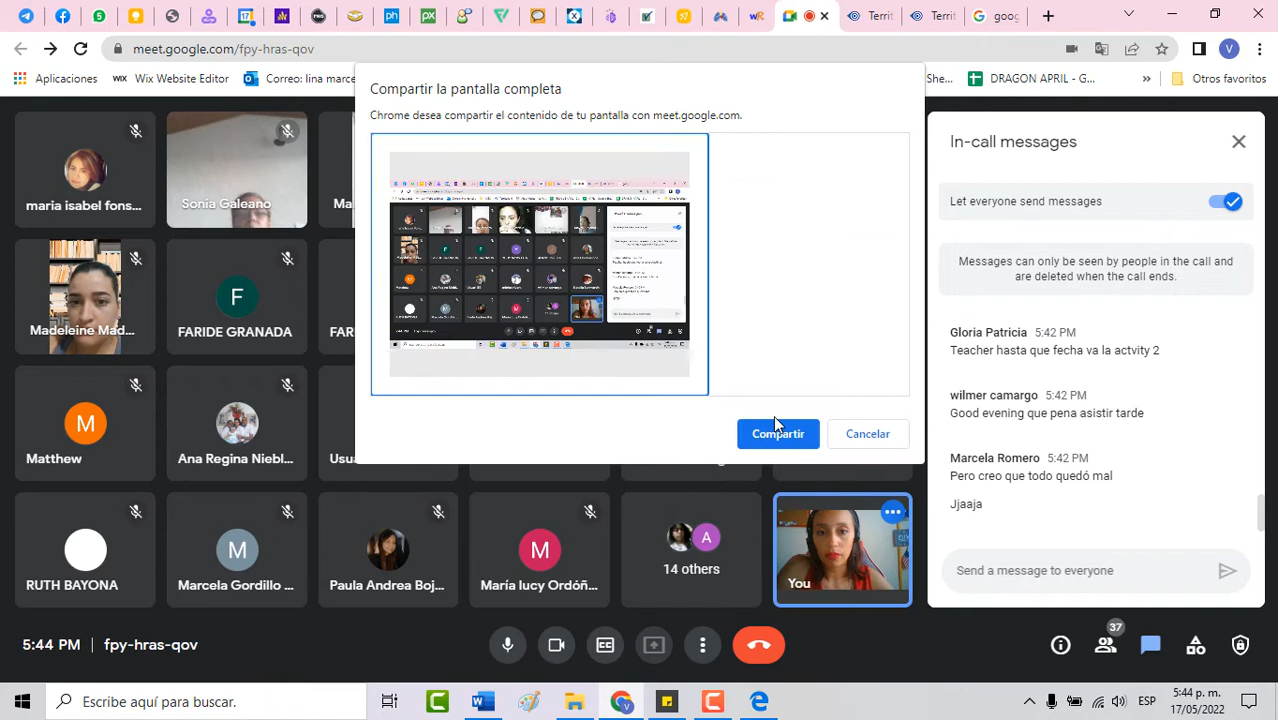 Territ
Territ
goog
meet.google.com/fpy-hras-qov
V
Aplicaciones
WIX Wix Website Editor
Correo: lina marce
She...
DRAGON APRIL - G...
»
Otros favoritos
Compartir la pantalla completa
Chrome desea compartir el contenido de tu pantalla con meet.google.com.
Compartir
Cancelar
maria isabel fons...
Sonia Galeano
Ma
Madeleine Mad...
F
FARIDE GRANADA
FAR
M
Matthew
Ana Regina Niebl...
Usua
RUTH BAYONA
M
Marcela Gordillo ...
Paula Andrea Boj...
M
María lucy Ordóñ...
A
14 others
You
In-call messages
Let everyone send messages
Messages can only be seen by people in the call and
are deleted when the call ends.
Gloria Patricia 5:42 PM
Teacher hasta que fecha va la actvity 2
wilmer camargo 5:42 PM
Good evening que pena asistir tarde
Marcela Romero 5:42 PM
Pero creo que todo quedó mal
Jjaaja
Send a message to everyone
5:44 PM | fpy-hras-qov
37
Escribe aquí para buscar.
ESP
5:44 p. m.
17/05/2022